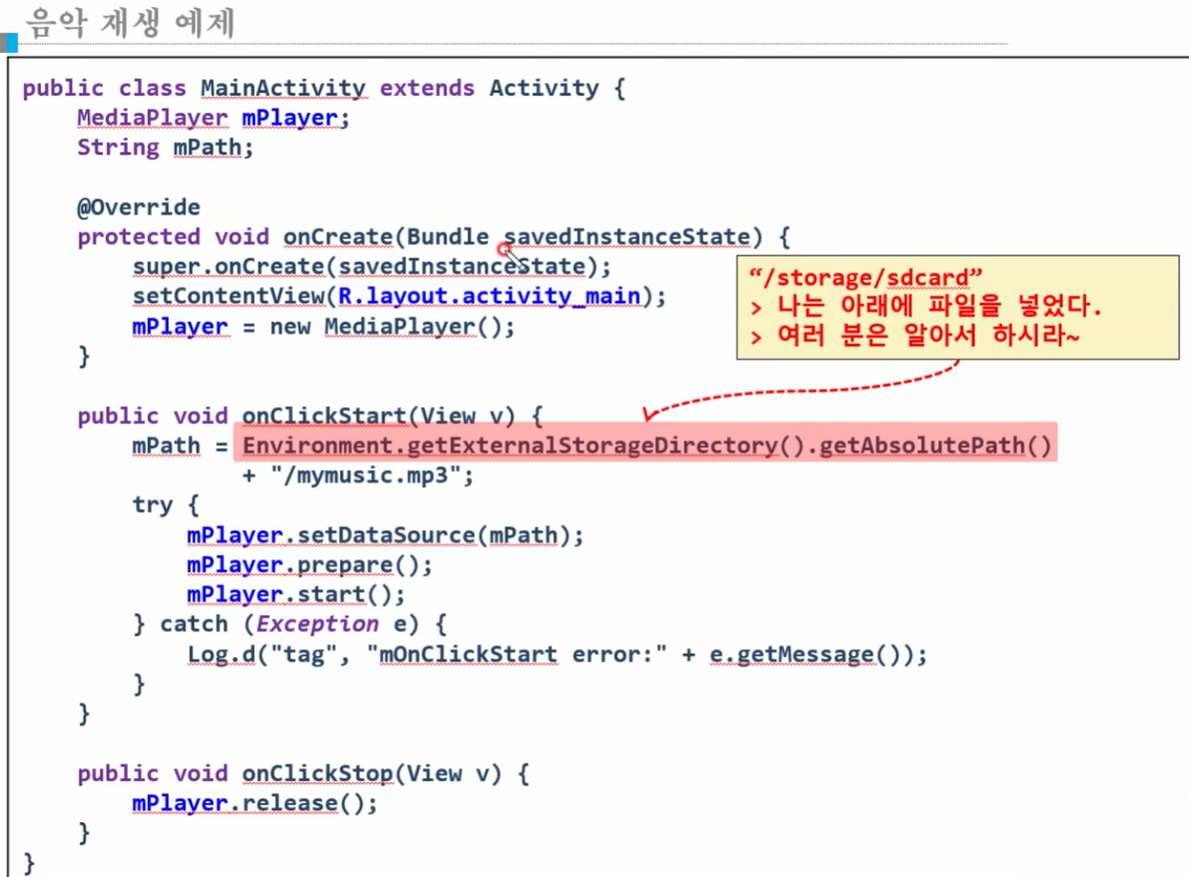 음악 재생 예제
public class MainActivity extends Activity {
MediaPlayer mPlayer;
String mPath;
@Override
protected void onCreate(Bundle savedInstanceState) {
super.onCreate(savedInstanceState);
setContentView(R.layout.activity_main);
mPlayer = new MediaPlayer();
}
“/storage/sdcard”
> 나는 아래에 파일을 넣었다.
> 여러 분은 알아서 하시라~
public void onClickStart(View v) {
mPath = Environment.getExternalStorageDirectory().getAbsolutePath()
+ "/mymusic.mp3";
try {
mPlayer.setDataSource(mPath);
mPlayer.prepare();
mPlayer.start();
} catch (Exception e) {
Log.d("tag", "mOnClickStart error:" + e.getMessage());
}
}
public void onClickStop(View v) {
mPlayer.release();
}
}